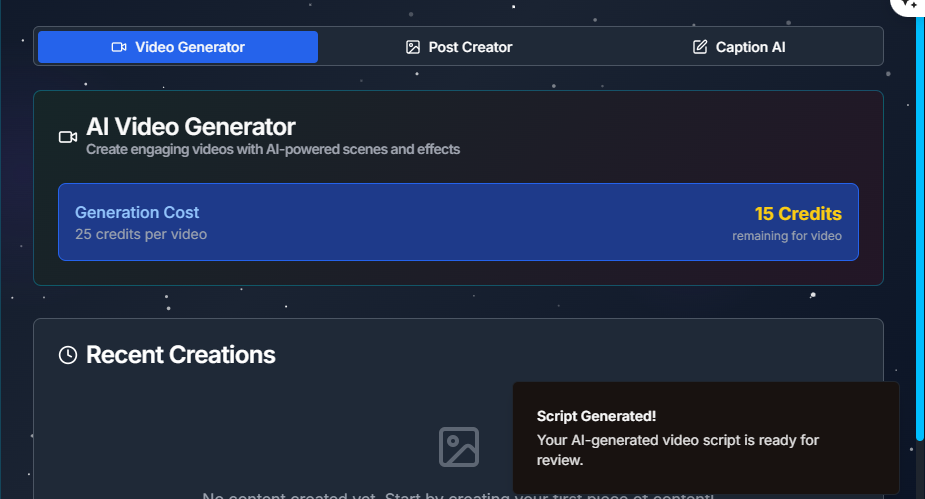 Video Generator
Post Creator
Caption AI
AI Video Generator
Create engaging videos with AI-powered scenes and effects
Generation Cost
25 credits per video
15 Credits
remaining for video
Recent Creations
Script Generated!
Your AI-generated video script is ready for
review.
No content created yet. Start by creating your first piece of content!